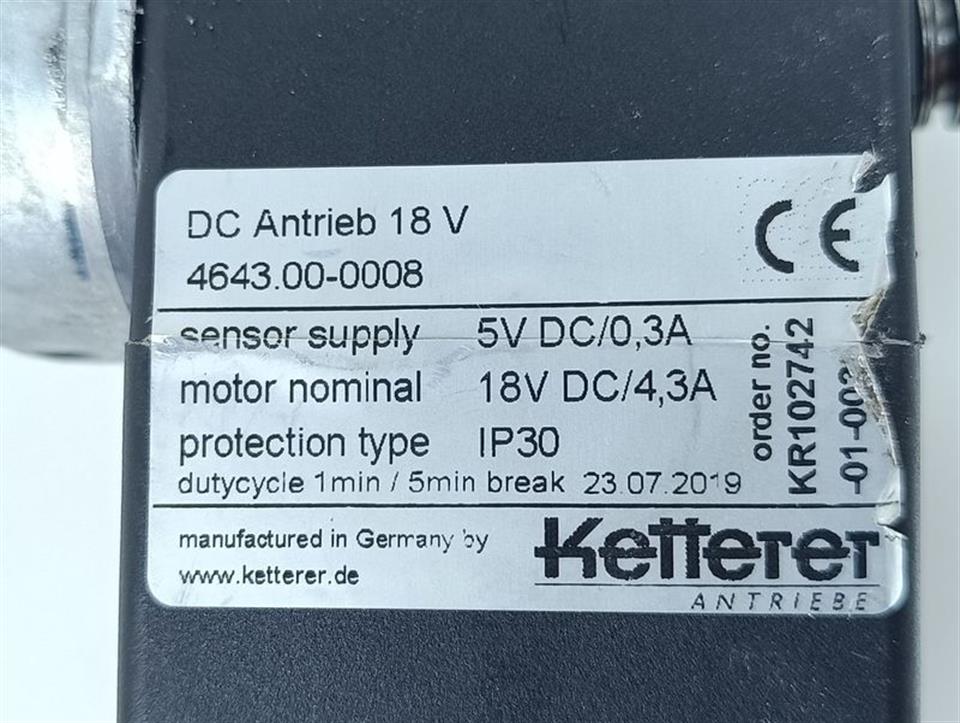 DC Antrieb 18 V
4643.00-0008
CE
sensor supply 5V DC/0,3A
motor nominal 18V DC/4,3A
protection type IP30
dutycycle 1min / 5min break 23.07.2019
order no.
KR102742
manufactured in Germany by
www.ketterer.de
Ketterer
ANTRIEBE